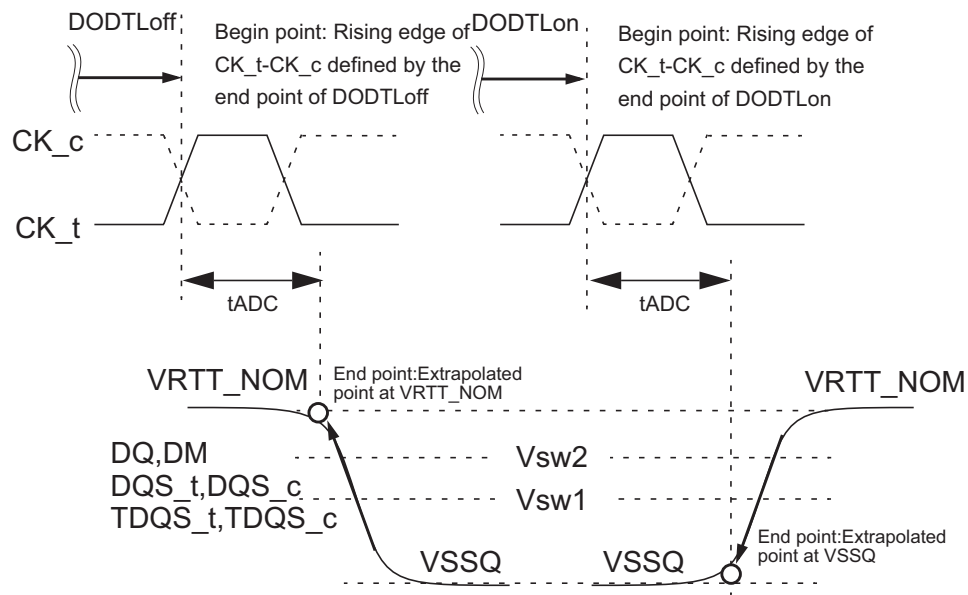 DODTLoff
Begin point: Rising edge of
CK_t-CK_c defined by the
end point of DODTLoff
DODTLon
Begin point: Rising edge of
CK_t-CK_c defined by the
end point of DODTLon
CK_c
CK_t
tADC
tADC
VRTT_NOM
End point:Extrapolated
point at VRTT_NOM
VRTT_NOM
DQ,DM
DQS_t,DQS_c
TDQS_t,TDQS_c
Vsw2
Vsw1
VSSQ
VSSQ
End point:Extrapolated
point at VSSQ